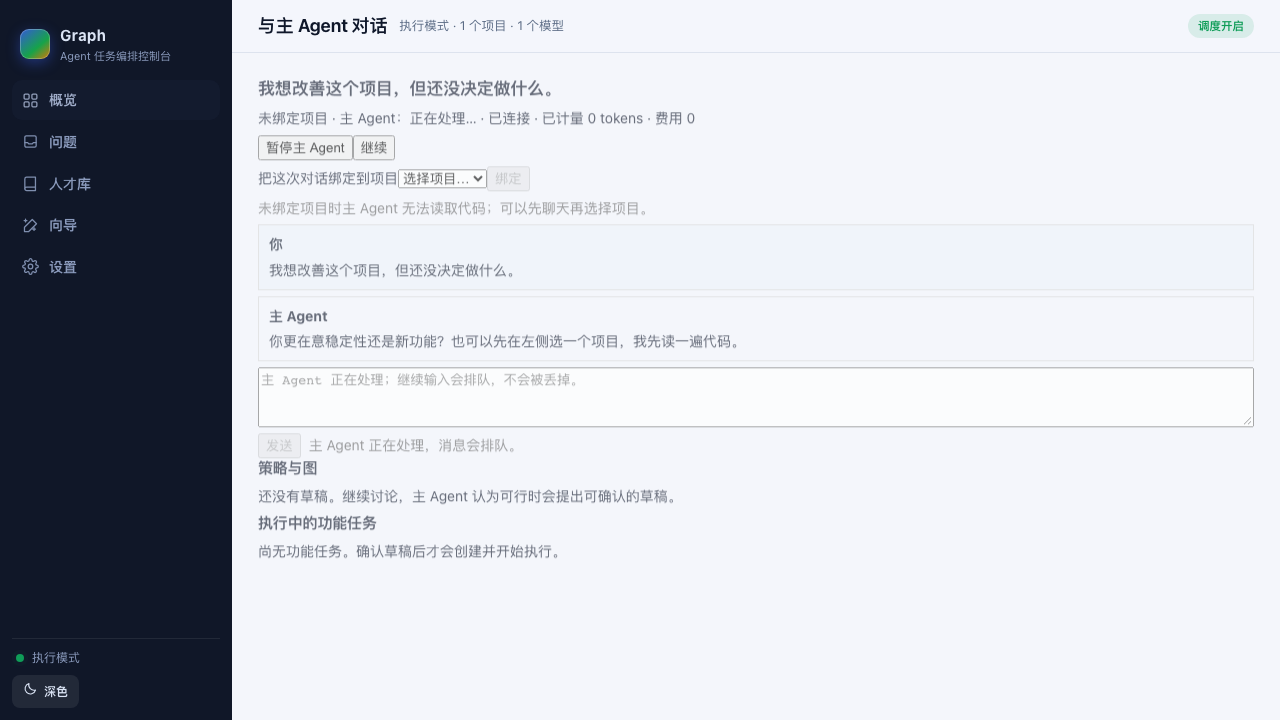 Graph
Agent 任务编排控制台
概览
问题
人才库
向导
设置
执行模式
深色
与主 Agent 对话 执行模式 · 1 个项目 · 1 个模型
调度开启
我想改善这个项目，但还没决定做什么。
未绑定项目 · 主 Agent：正在处理… · 已连接 · 已计量 0 tokens · 费用 0
暂停主 Agent 继续
把这次对话绑定到项目 选择项目… 绑定
未绑定项目时主 Agent 无法读取代码；可以先聊天再选择项目。
你
我想改善这个项目，但还没决定做什么。
主 Agent
你更在意稳定性还是新功能？也可以先在左侧选一个项目，我先读一遍代码。
主 Agent 正在处理；继续输入会排队，不会被丢掉。
发送 主 Agent 正在处理，消息会排队。
策略与图
还没有草稿。继续讨论，主 Agent 认为可行时会提出可确认的草稿。
执行中的功能任务
尚无功能任务。确认草稿后才会创建并开始执行。